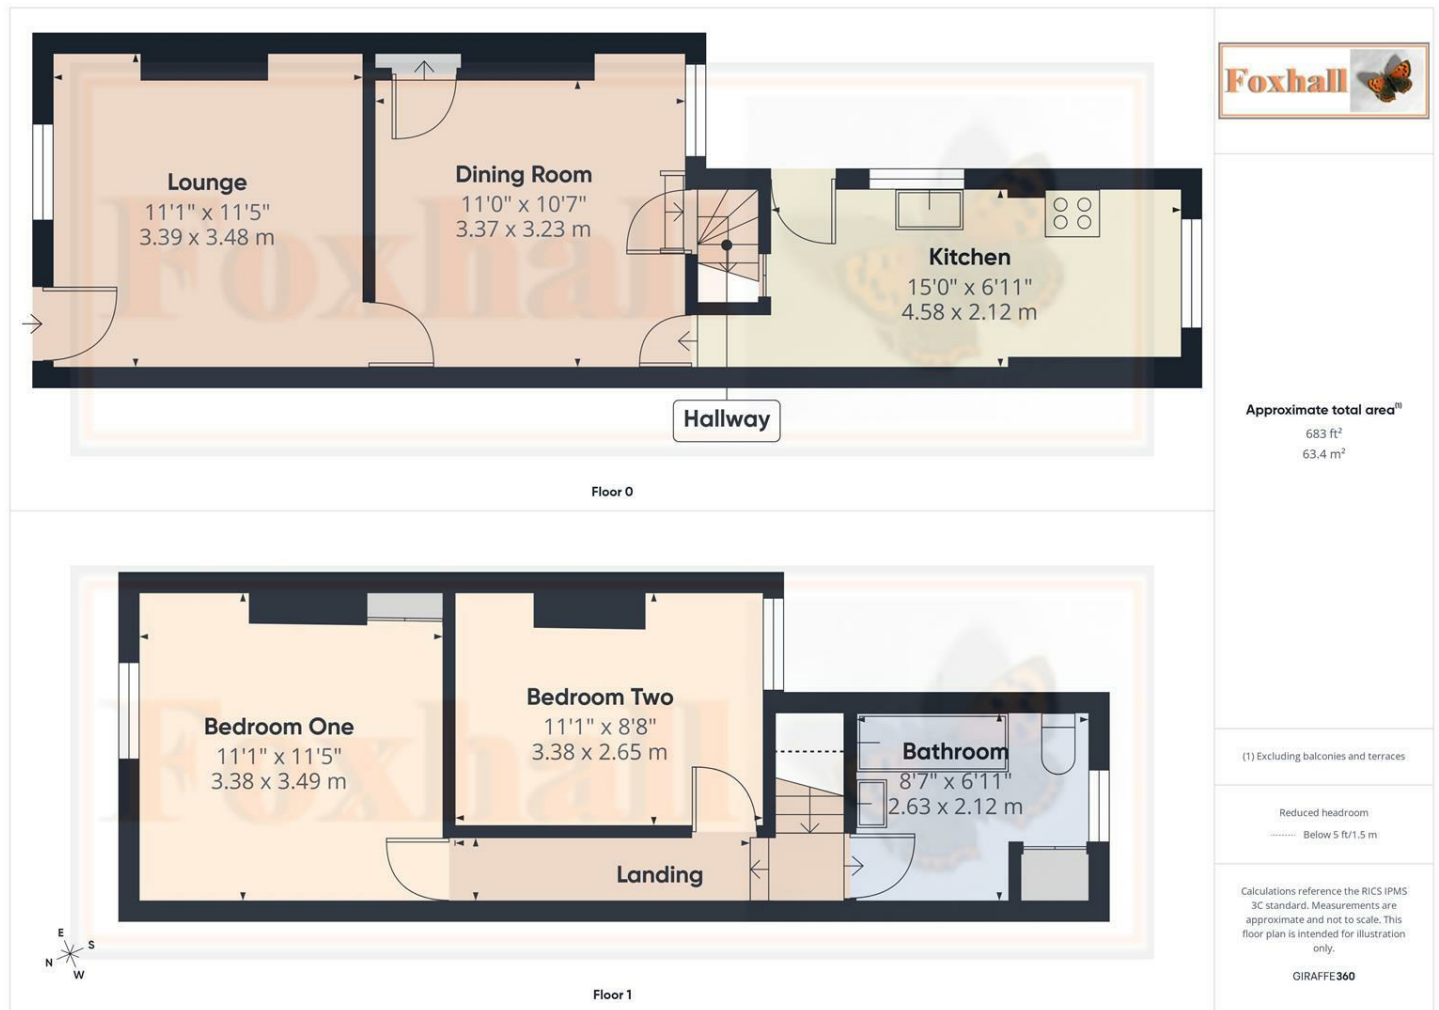 Foxhall
Lounge
11'1" x 11'5"
3.39 x 3.48 m
Dining Room
11'0" x 10'7"
3.37 x 3.23 m
Kitchen
15'0" x 6'11"
4.58 x 2.12 m
Foxhall
Hallway
Floor 0
Approximate total area(1)
683 ft²
63.4 m²
Bedroom One
11'1" x 11'5"
3.38 x 3.49 m
Bedroom Two
11'1" x 8'8"
3.38 x 2.65 m
Bathroom
8'7" x 6'11"
2.63 x 2.12 m
Foxhall
Landing
E
S
N
W
Floor 1
(1) Excluding balconies and terraces
Reduced headroom
Below 5 ft/1.5 m
Calculations reference the RICS IPMS
3C standard. Measurements are
approximate and not to scale. This
floor plan is intended for illustration
only.
GIRAFFE360